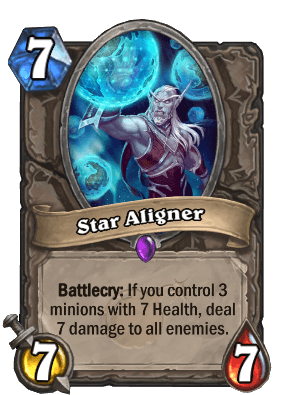 7
Star Aligner
Battlecry: If you control 3
minions with 7 Health, deal
7 damage to all enemies.
7
7